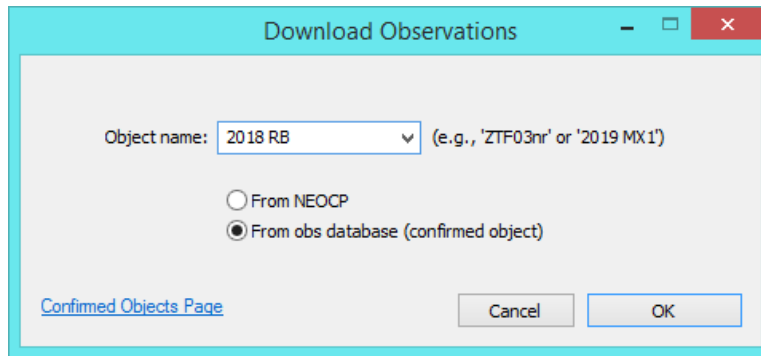 Download Observations
Object name: 2018 RB (e.g., 'ZTF03nr' or '2019 MX1')
From NEOCP
From obs database (confirmed object)
Confirmed Objects Page Cancel OK